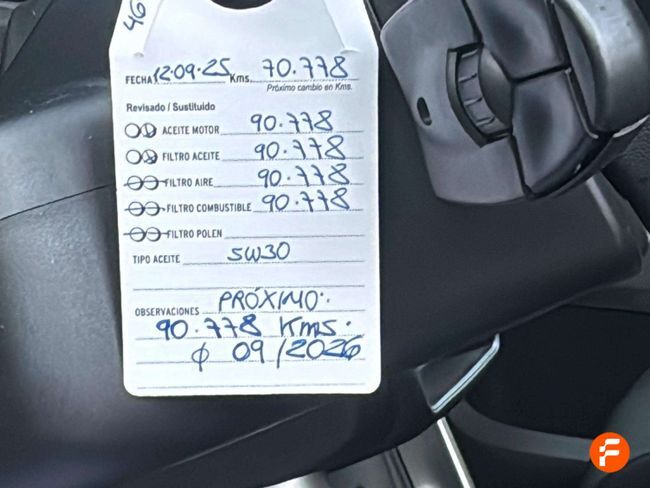 46
FECHA 12.09.25 Kms. 70.778
Próximo cambio en Kms.
Revisado / Sustituido
ACEITE MOTOR 90.778
FILTRO ACEITE 90.778
FILTRO AIRE 90.778
FILTRO COMBUSTIBLE 90.778
FILTRO POLEN
TIPO ACEITE 5W30
OBSERVACIONES PRÓXIMO:
90.778 Kms.
ó 09/2026